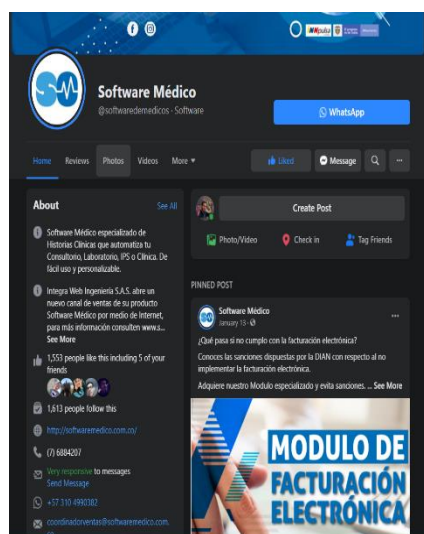 Software Médico
@softwaredemedicos · Software
WhatsApp
Home Reviews Photos Videos More
Liked Message
About See All
Software Médico especializado de
Historias Clínicas que automatiza tu
Consultorio, Laboratorio, IPS o Clínica. De
fácil uso y personalizable.
Integra Web Ingeniería S.A.S. abre un
nuevo canal de ventas de su producto
Software Médico por medio de Internet,
para más información consulten www.s...
See More
1,553 people like this including 5 of your
friends
1,613 people follow this
http://softwaremedico.com.co/
(7) 6884207
Very responsive to messages
Send Message
+57 310 4990382
coordinadorventas@softwaremedico.com.
Create Post
Photo/Video Check in Tag Friends
PINNED POST
Software Médico
January 13 ·
¿Qué pasa si no cumplo con la facturación electrónica?
Conoces las sanciones dispuestas por la DIAN con respecto al no
implementar la facturación electrónica.
Adquiere nuestro Modulo especializado y evita sanciones. ... See More
MODULO DE
FACTURACIÓN
ELECTRÓNICA